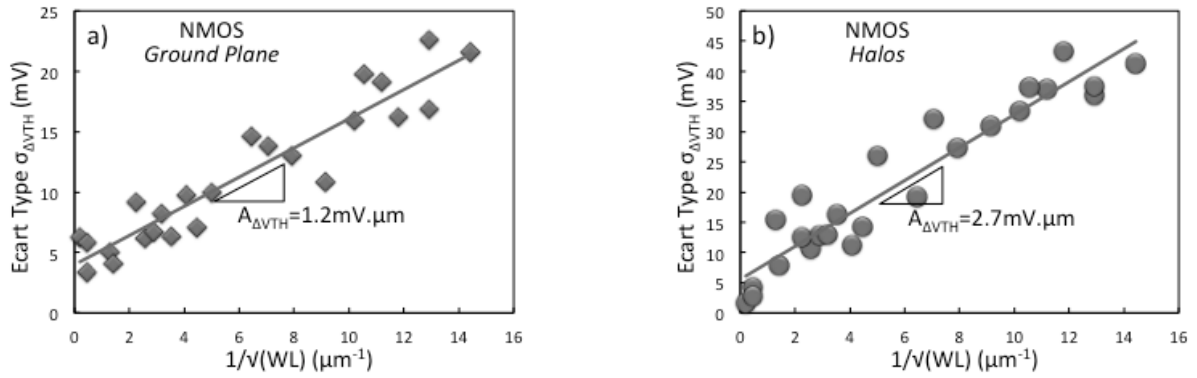 a)
NMOS
Ground Plane
Ecart Type σΔVTH (mV)
25
20
15
10
5
0
AΔVTH=1.2mV.μm
0 2 4 6 8 10 12 14 16
1/√(WL) (μm-1)
b)
NMOS
Halos
Ecart Type σΔVTH (mV)
50
45
40
35
30
25
20
15
10
5
0
AΔVTH=2.7mV.μm
0 2 4 6 8 10 12 14 16
1/√(WL) (μm-1)